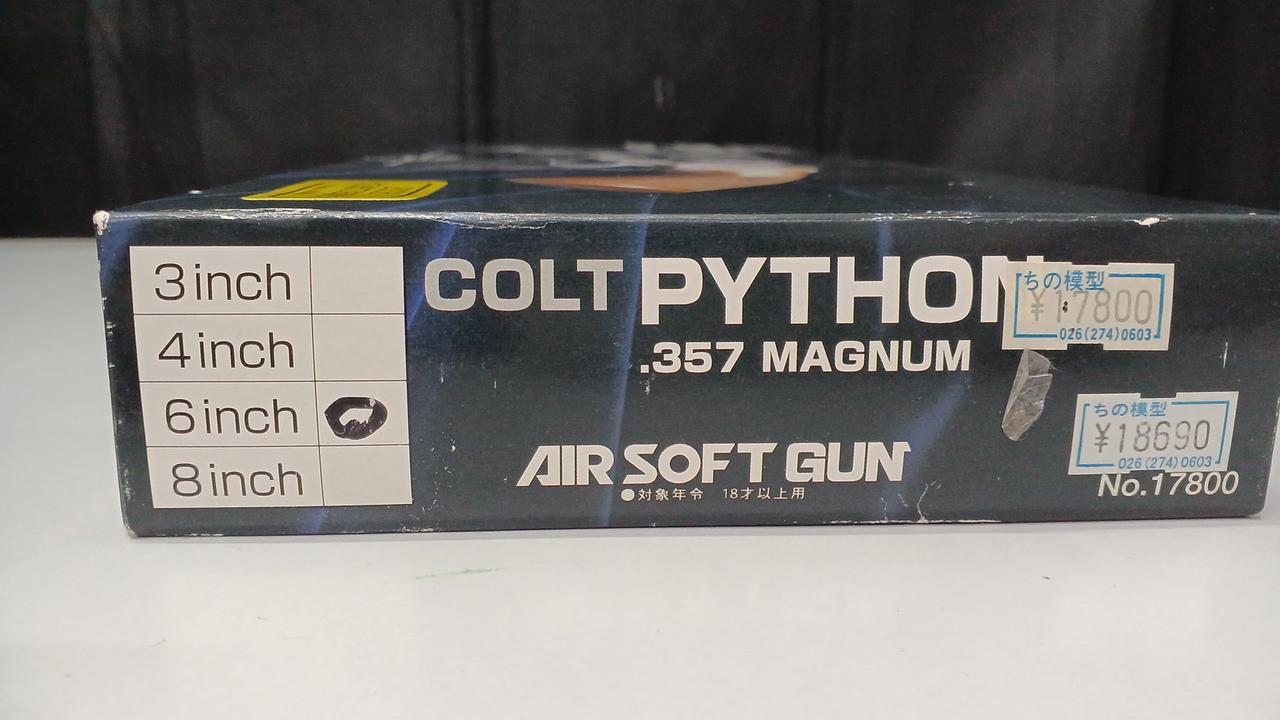 3inch
4inch
6inch
8inch
COLT PYTHON
.357 MAGNUM
AIR SOFT GUN
●対象年令 18才以上用
ちの模型
¥17800
026(274)0603
ちの模型
¥18690
026(274)0603
No.17800